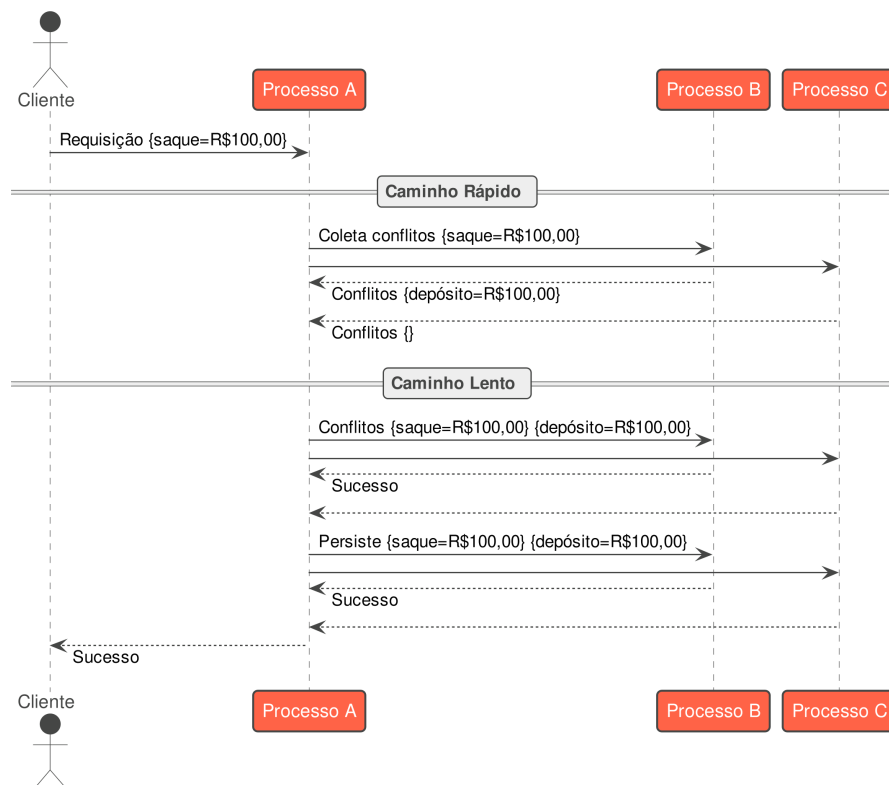 Cliente
Processo A
Processo B
Processo C
Requisição {saque=R$100,00}
Caminho Rápido
Coleta conflitos {saque=R$100,00}
Conflitos {depósito=R$100,00}
Conflitos {}
Caminho Lento
Conflitos {saque=R$100,00} {depósito=R$100,00}
Sucesso
Persiste {saque=R$100,00} {depósito=R$100,00}
Sucesso
Sucesso
Cliente
Processo A
Processo B
Processo C